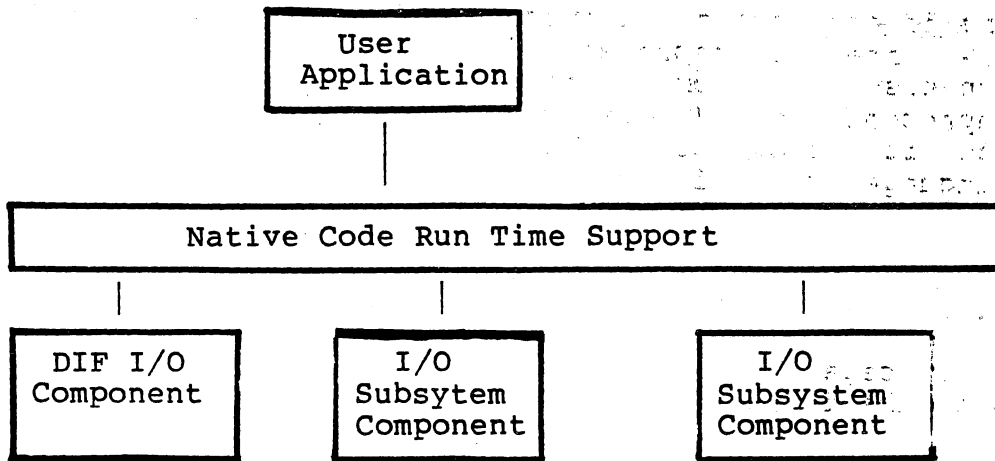 User
Application
Native Code Run Time Support
DIF I/O
Component
I/O
Subsytem
Component
I/O
Subsystem
Component